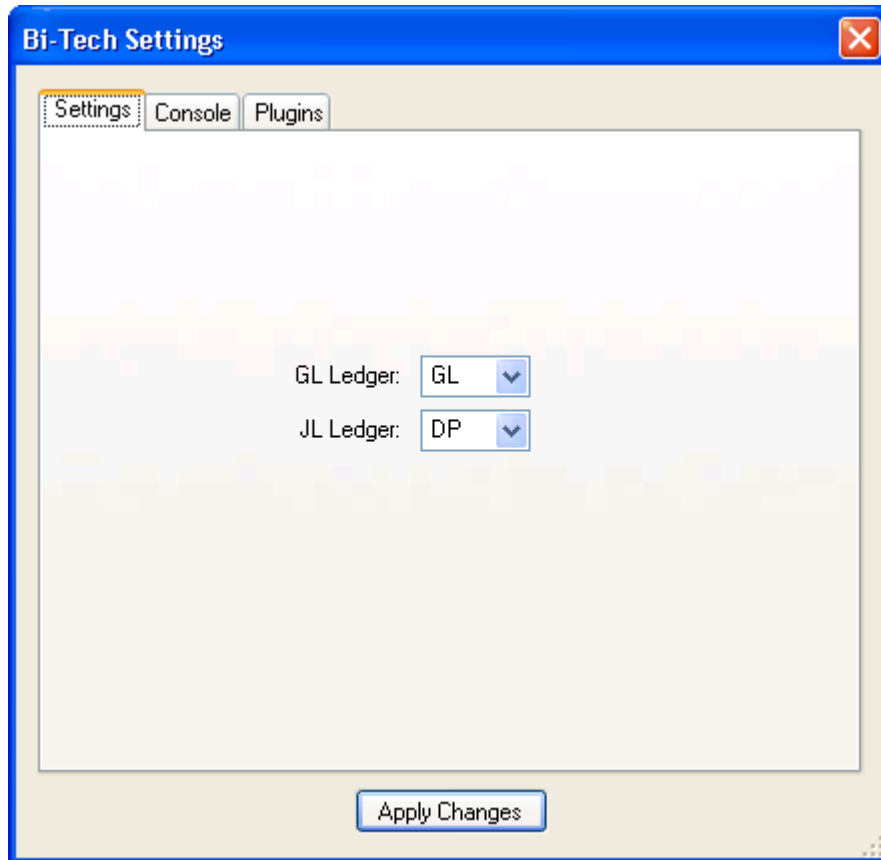 Bi-Tech Settings
Settings Console Plugins
GL Ledger: GL
JL Ledger: DP
Apply Changes